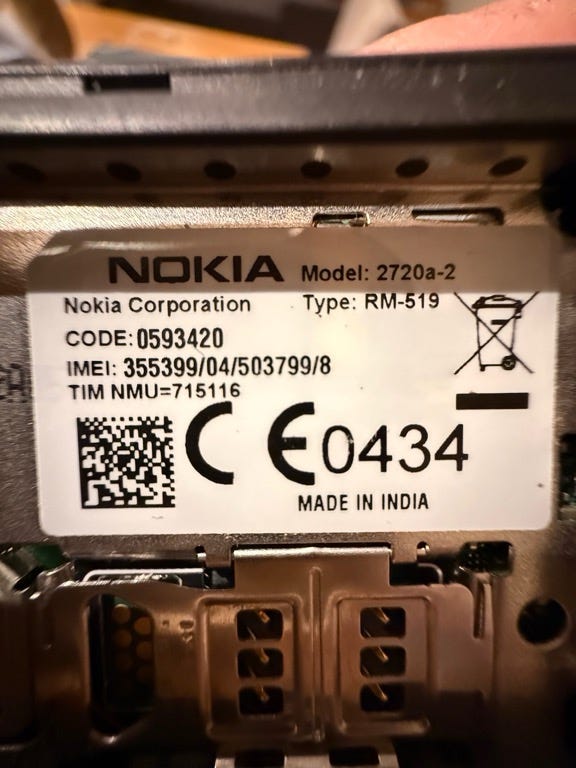 NOKIA Model: 2720a-2
Nokia Corporation Type: RM-519
CODE: 0593420
IMEI: 355399/04/503799/8
TIM NMU=715116
CE0434
MADE IN INDIA